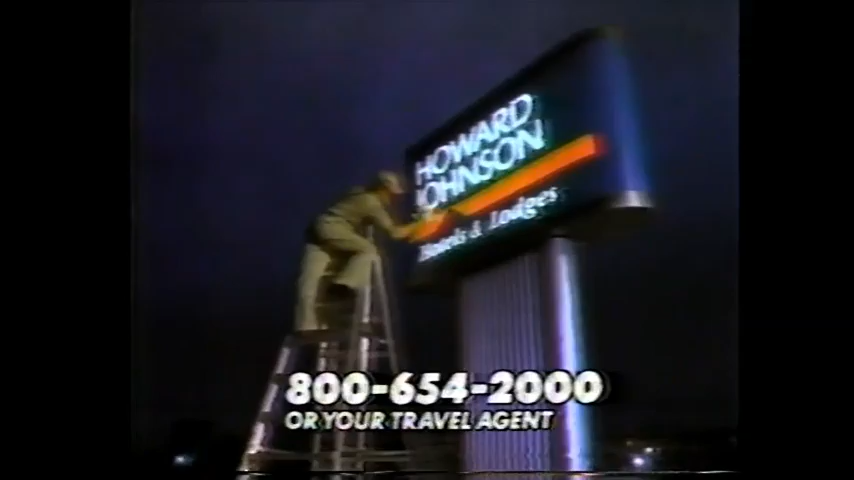 HOWARD
JOHNSON
Hotels & Lodges
800-654-2000
OR YOUR TRAVEL AGENT